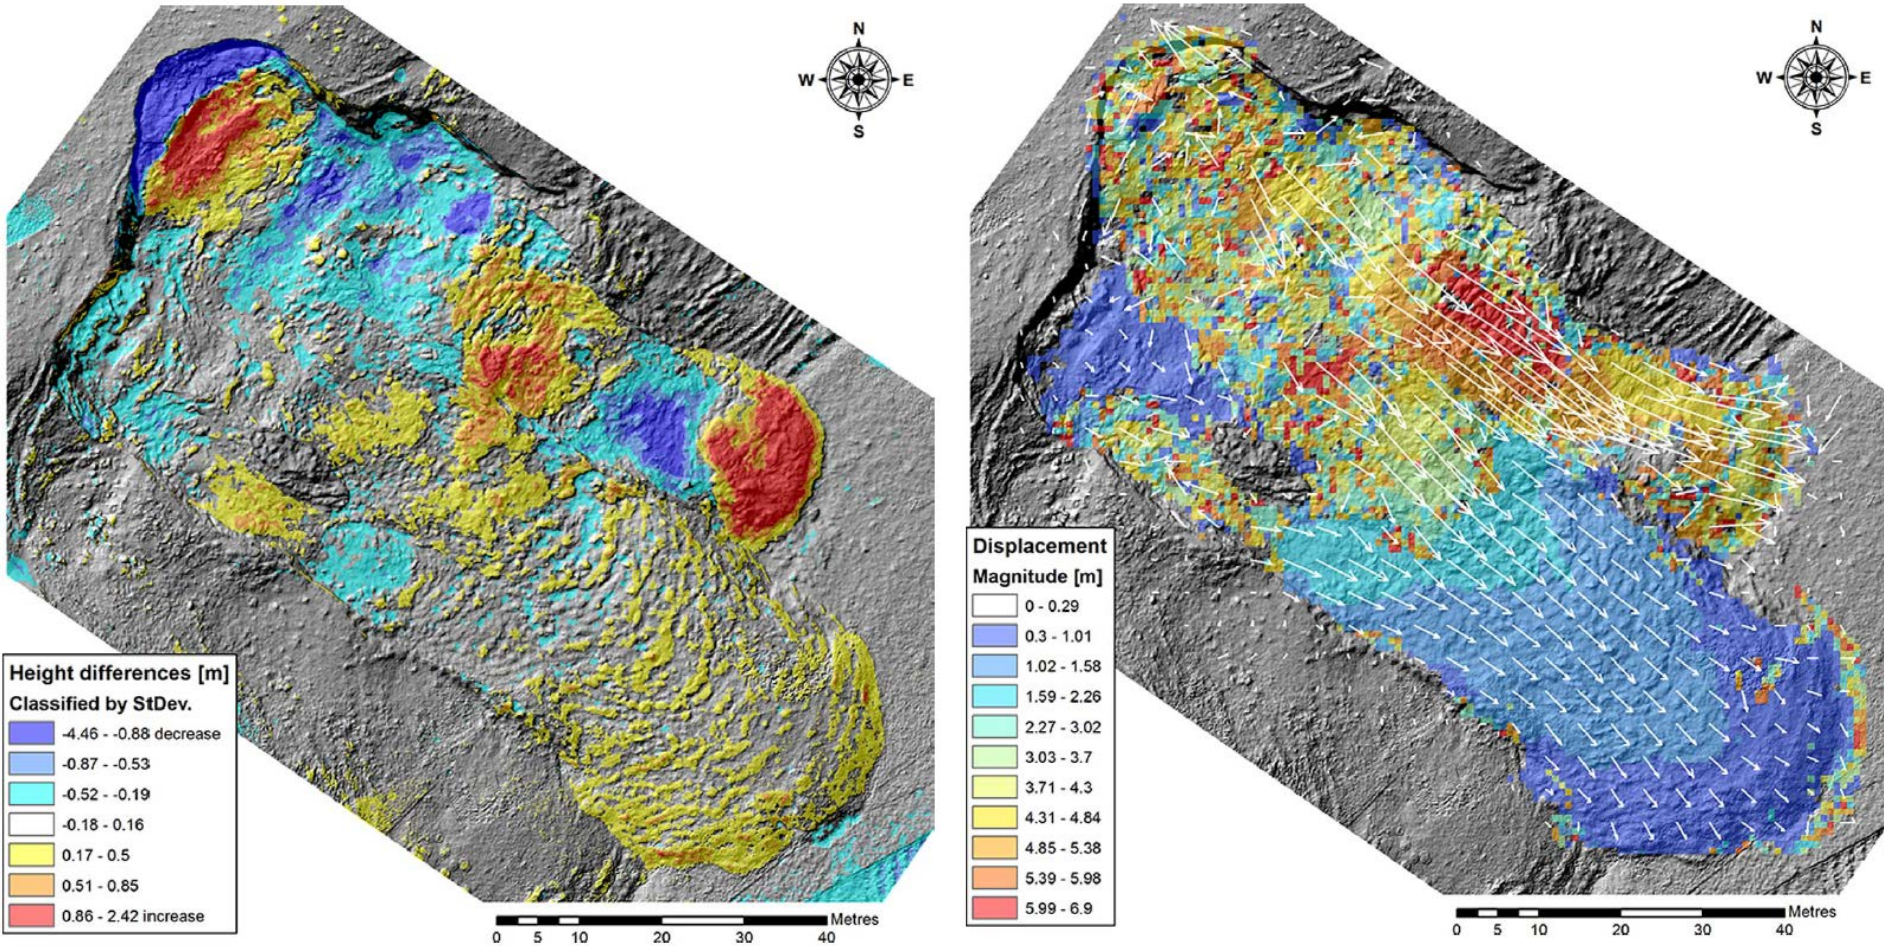 N
W E
S
Height differences [m]
Classified by StDev.
-4.46 - -0.88 decrease
-0.87 - -0.53
-0.52 - -0.19
-0.18 - 0.16
0.17 - 0.5
0.51 - 0.85
0.86 - 2.42 increase
Metres
0 5 10 20 30 40
N
W E
S
Displacement
Magnitude [m]
0 - 0.29
0.3 - 1.01
1.02 - 1.58
1.59 - 2.26
2.27 - 3.02
3.03 - 3.7
3.71 - 4.3
4.31 - 4.84
4.85 - 5.38
5.39 - 5.98
5.99 - 6.9
Metres
0 5 10 20 30 40